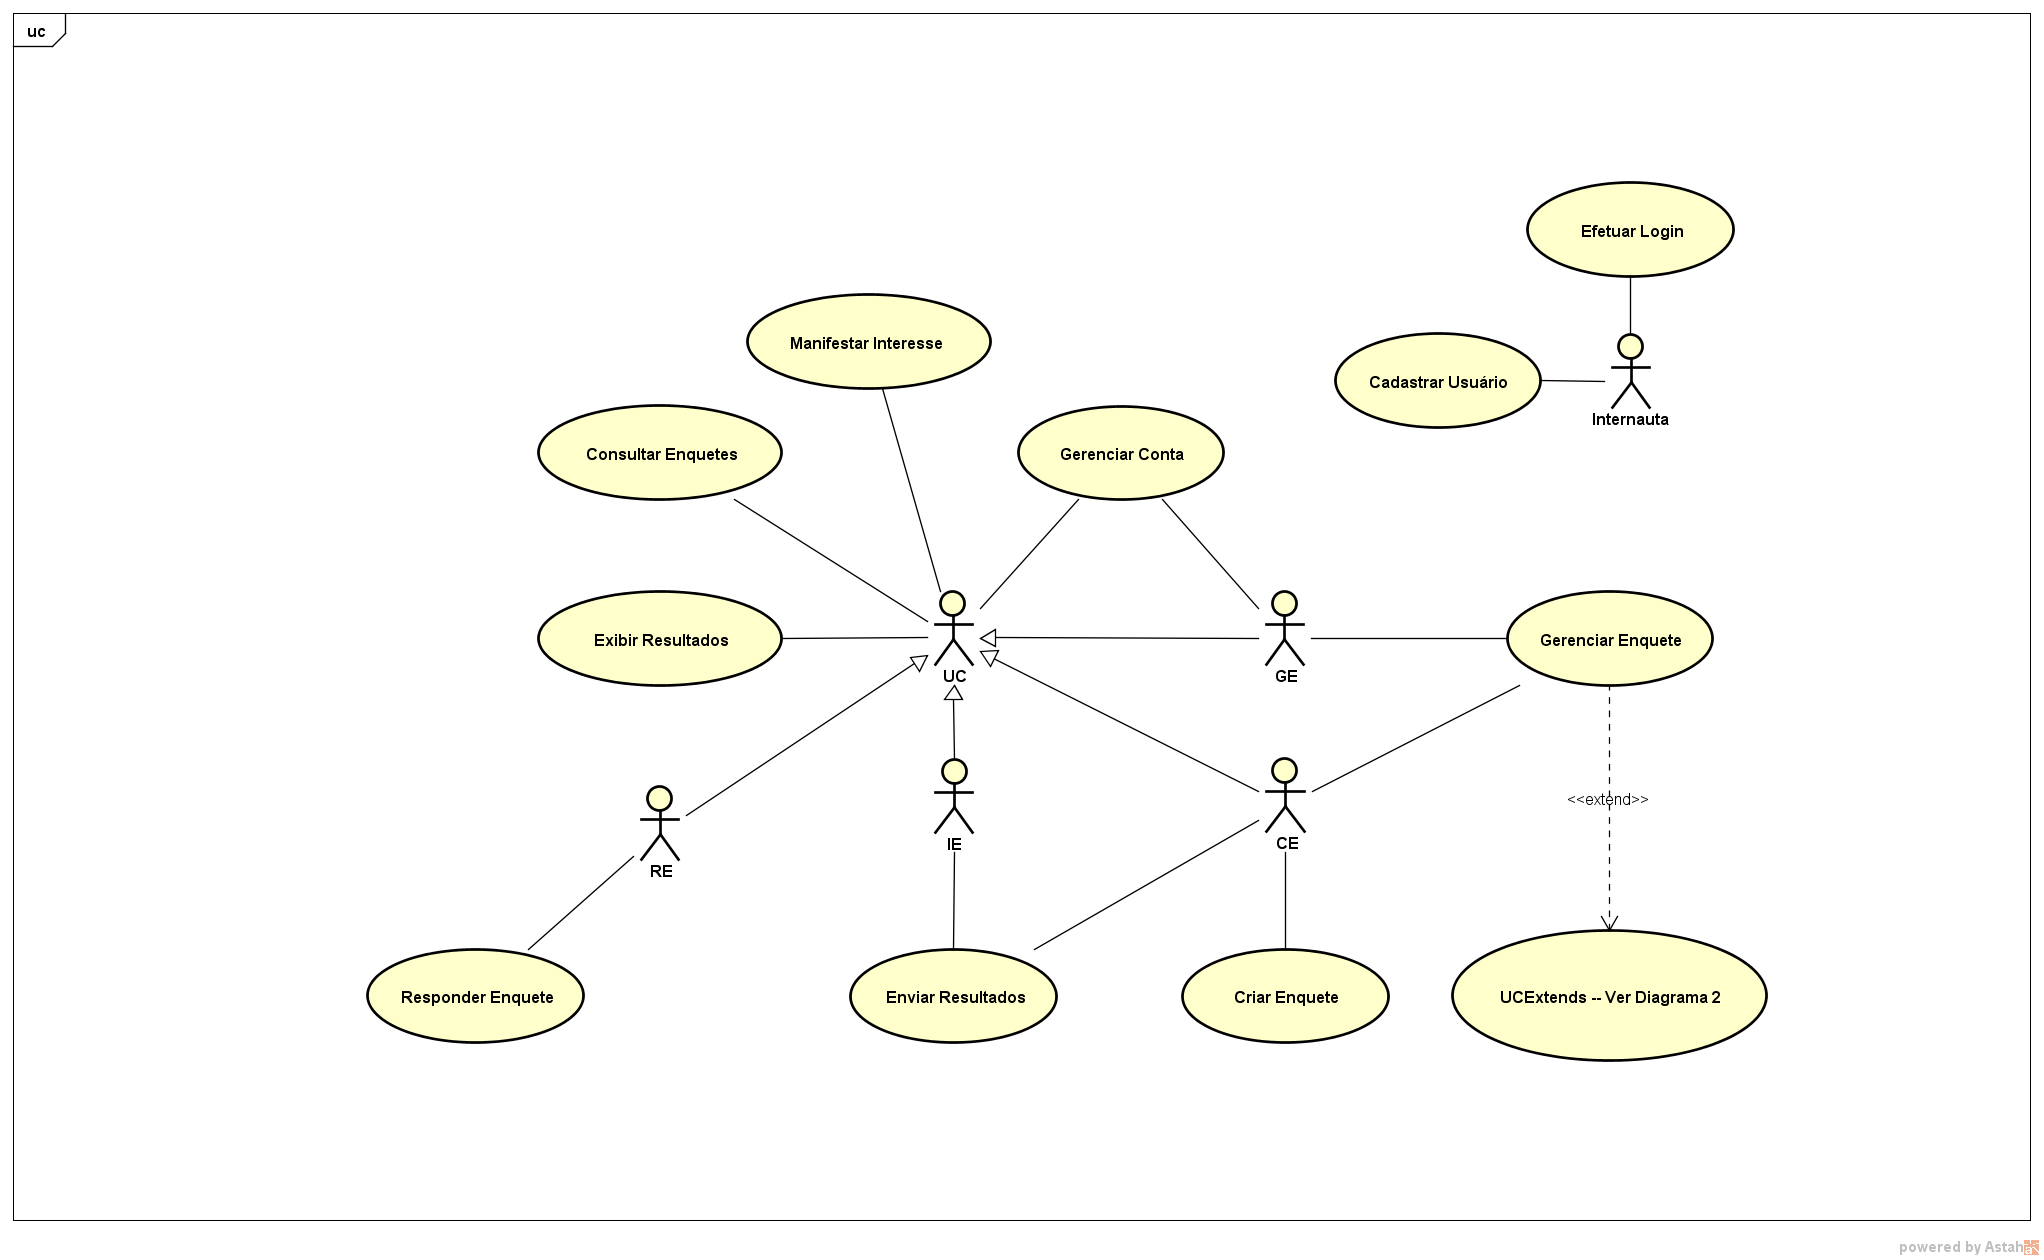 uc
Efetuar Login
Manifestar Interesse
Cadastrar Usuário
Internauta
Consultar Enquetes
Gerenciar Conta
Exibir Resultados
Gerenciar Enquete
UC
GE
<<extend>>
IE
CE
RE
Responder Enquete
Enviar Resultados
Criar Enquete
UCExtends -- Ver Diagrama 2
powered by Astah